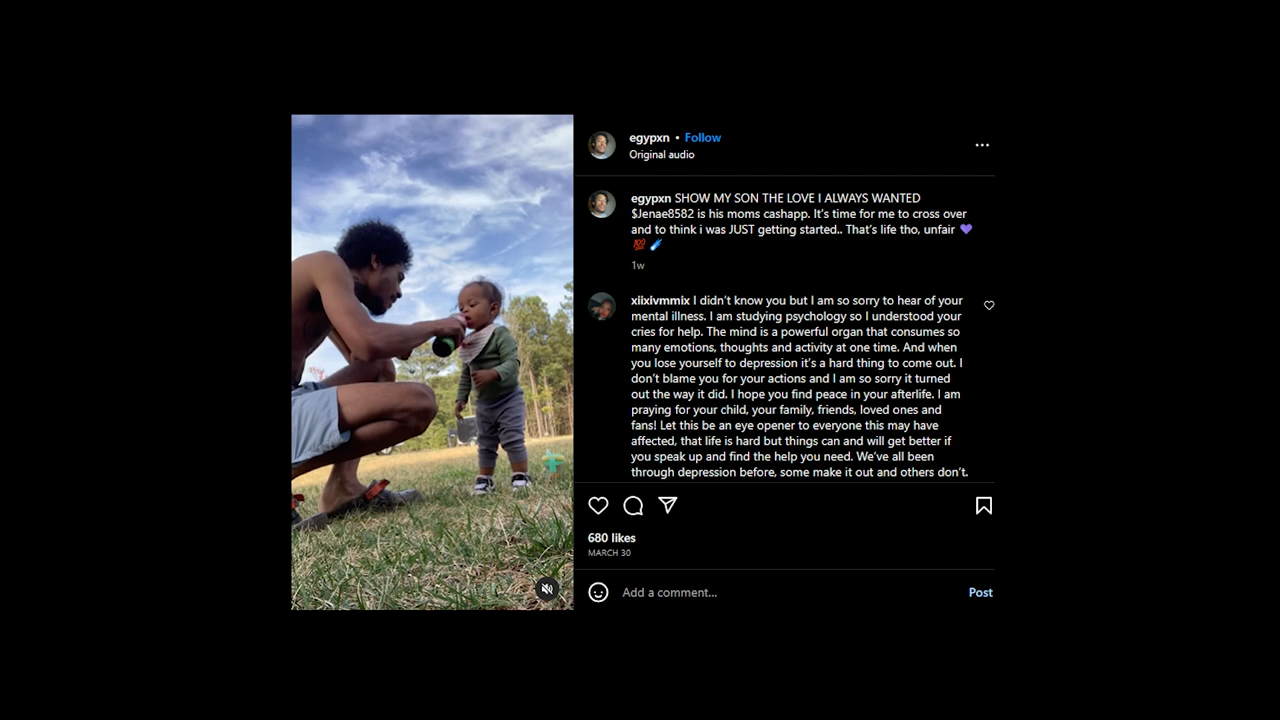 egypxn • Follow
Original audio
egypxn SHOW MY SON THE LOVE I ALWAYS WANTED
$Jenae8582 is his moms cashapp. It's time for me to cross over
and to think i was JUST getting started.. That's life tho, unfair 💜
💯 ☄️
1w
xiixivmmix I didn't know you but I am so sorry to hear of your
mental illness. I am studying psychology so I understood your
cries for help. The mind is a powerful organ that consumes so
many emotions, thoughts and activity at one time. And when
you lose yourself to depression it's a hard thing to come out. I
don't blame you for your actions and I am so sorry it turned
out the way it did. I hope you find peace in your afterlife. I am
praying for your child, your family, friends, loved ones and
fans! Let this be an eye opener to everyone this may have
affected, that life is hard but things can and will get better if
you speak up and find the help you need. We've all been
through depression before, some make it out and others don't.
680 likes
MARCH 30
Add a comment...
Post